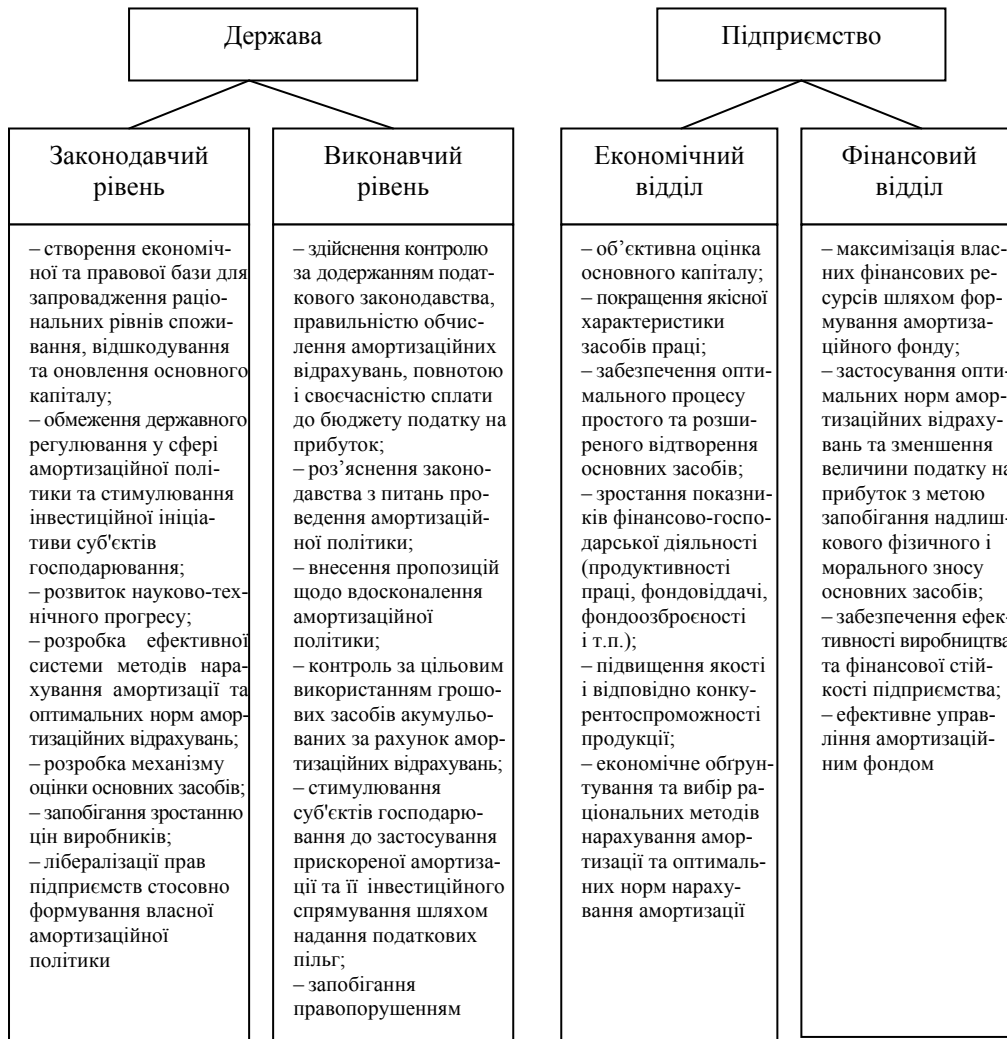 Держава
Підприємство
Законодавчий
рівень
Виконавчий
рівень
Економічний
відділ
Фінансовий
відділ
– створення економіч-
ної та правової бази для
запровадження раціо-
нальних рівнів спожи-
вання, відшкодування
та оновлення основного
капіталу;
– обмеження державного
регулювання у сфері
амортизаційної полі-
тики та стимулювання
інвестиційної ініціа-
тиви суб'єктів
господарювання;
– розвиток науково-тех-
нічного прогресу;
– розробка ефективної
системи методів нара-
хування амортизації та
оптимальних норм амор-
тизаційних відрахувань;
– розробка механізму
оцінки основних засобів;
– запобігання зростанню
цін виробників;
– лібералізації прав
підприємств стосовно
формування власної
амортизаційної
політики
– здійснення контролю
за додержанням подат-
кового законодавства,
правильністю обчис-
лення амортизаційних
відрахувань, повнотою
і своєчасністю сплати
до бюджету податку на
прибуток;
– роз’яснення законо-
давства з питань про-
ведення амортизацій-
ної політики;
– внесення пропозицій
щодо вдосконалення
амортизаційної
політики;
– контроль за цільовим
використанням грошо-
вих засобів акумульо-
ваних за рахунок амор-
тизаційних відрахувань;
– стимулювання
суб'єктів господарю-
вання до застосування
прискореної амортиза-
ції та її інвестиційного
спрямування шляхом
надання податкових
пільг;
– запобігання
правопорушенням
– об’єктивна оцінка
основного капіталу;
– покращення якісної
характеристики
засобів праці;
– забезпечення опти-
мального процесу
простого та розши-
реного відтворення
основних засобів;
– зростання показни-
ків фінансово-госпо-
дарської діяльності
(продуктивності
праці, фондовіддачі,
фондоозброєності
і т.п.);
– підвищення якості
і відповідно конку-
рентоспроможності
продукції;
– економічне обґрун-
тування та вибір ра-
ціональних методів
нарахування амор-
тизації та оптималь-
них норм нараху-
вання амортизації
– максимізація влас-
них фінансових ре-
сурсів шляхом фор-
мування амортиза-
ційного фонду;
– застосування опти-
мальних норм амор-
тизаційних відраху-
вань та зменшення
величини податку на
прибуток з метою
запобігання надлиш-
кового фізичного і
морального зносу
основних засобів;
– забезпечення ефек-
тивності виробництва
та фінансової стій-
кості підприємства;
– ефективне управ-
ління амортизацій-
ним фондом